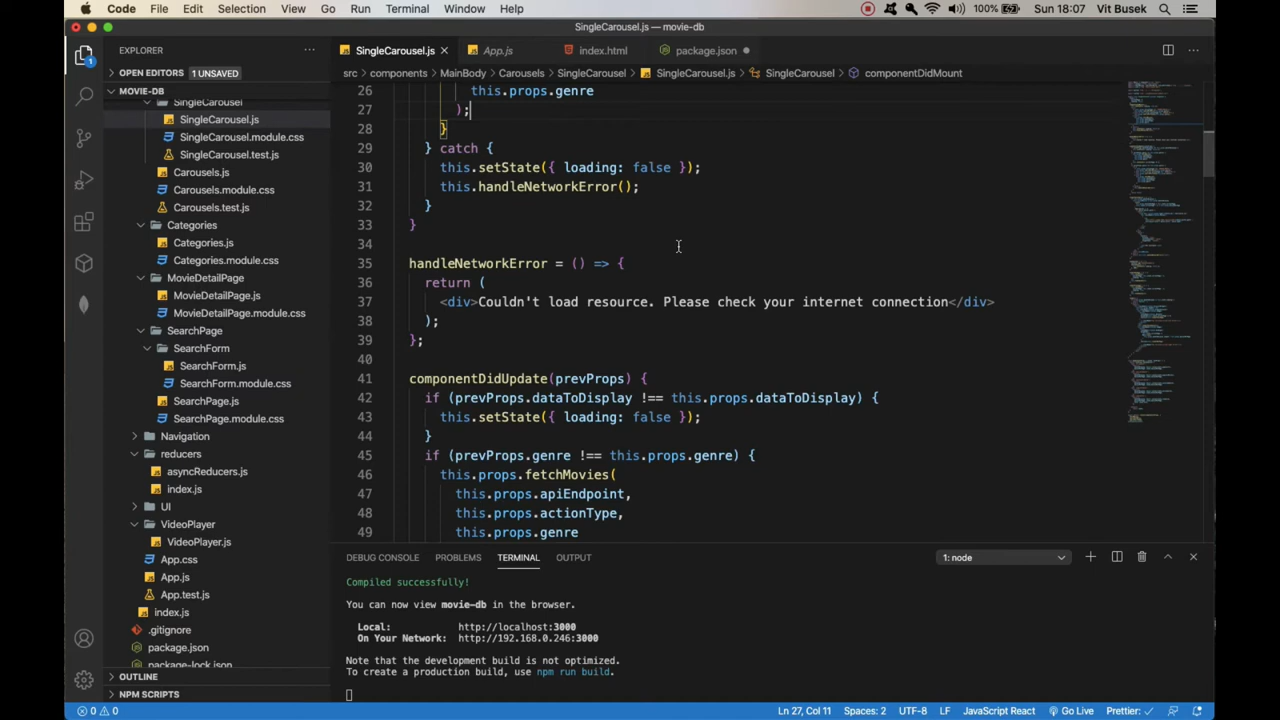 Code File Edit Selection View Go Run Terminal Window Help 100% Sun 18:07 Vit Busek
SingleCarousel.js — movie-db
EXPLORER
SingleCarousel.js App.js index.html package.json
OPEN EDITORS 1 UNSAVED
src components MainBody Carousels SingleCarousel SingleCarousel.js SingleCarousel componentDidMount
MOVIE-DB
SingleCarousel
SingleCarousel.js
SingleCarousel.module.css
SingleCarousel.test.js
Carousels.js
Carousels.module.css
Carousels.test.js
Categories
Categories.js
Categories.module.css
MovieDetailPage
MovieDetailPage.js
MovieDetailPage.module.css
SearchPage
SearchForm
SearchForm.js
SearchForm.module.css
SearchPage.js
SearchPage.module.css
Navigation
reducers
asyncReducers.js
index.js
UI
VideoPlayer
VideoPlayer.js
App.css
App.js
App.test.js
index.js
.gitignore
package.json
package-lock.json
OUTLINE
NPM SCRIPTS
26 this.props.genre
27 );
28 }
29 } catch {
30 this.setState({ loading: false });
31 this.handleNetworkError();
32 }
33 }
34
35 handleNetworkError = () => {
36 return (
37 <div>Couldn't load resource. Please check your internet connection</div>
38 );
39 };
40
41 componentDidUpdate(prevProps) {
42 if (prevProps.dataToDisplay !== this.props.dataToDisplay) {
43 this.setState({ loading: false });
44 }
45 if (prevProps.genre !== this.props.genre) {
46 this.props.fetchMovies(
47 this.props.apiEndpoint,
48 this.props.actionType,
49 this.props.genre
DEBUG CONSOLE PROBLEMS TERMINAL OUTPUT 1: node
Compiled successfully!
You can now view movie-db in the browser.
Local: http://localhost:3000
On Your Network: http://192.168.0.246:3000
Note that the development build is not optimized.
To create a production build, use npm run build.
0 0 Ln 27, Col 11 Spaces: 2 UTF-8 LF JavaScript React Go Live Prettier: